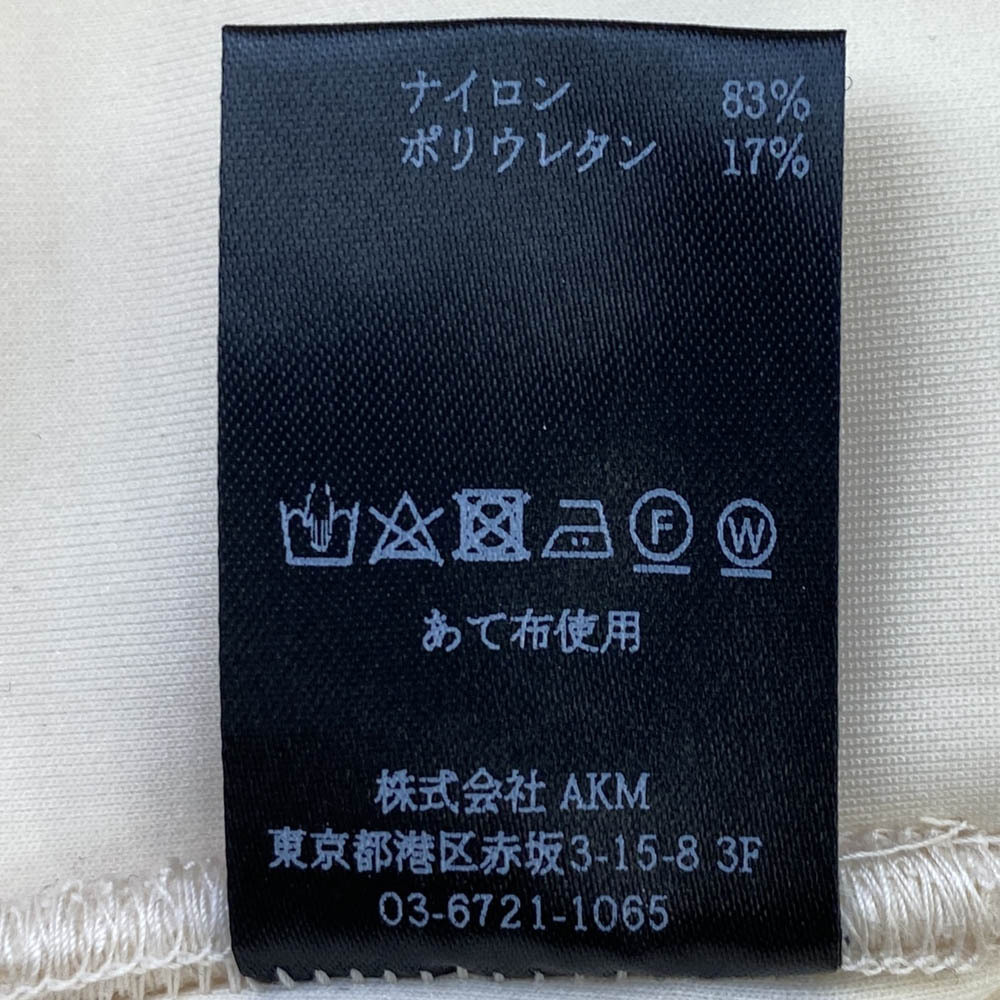 ナイロン 83%
ポリウレタン 17%
F W
あて布使用
株式会社 AKM
東京都港区赤坂3-15-8 3F
03-6721-1065